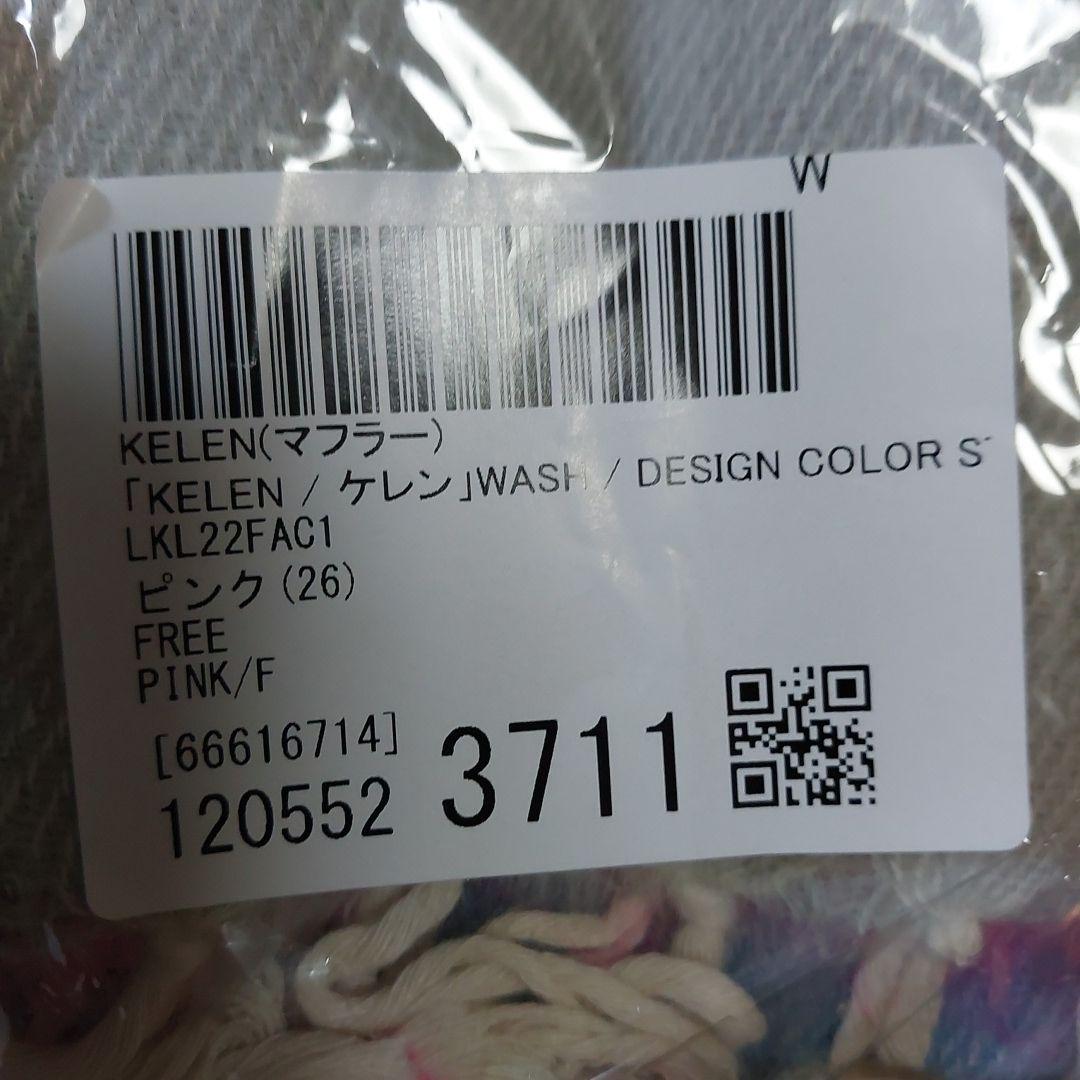 W
KELEN(マフラー)
「KELEN / ケレン」WASH / DESIGN COLOR S
LKL22FAC1
ピンク(26)
FREE
PINK/F
[66616714]
120552 3711